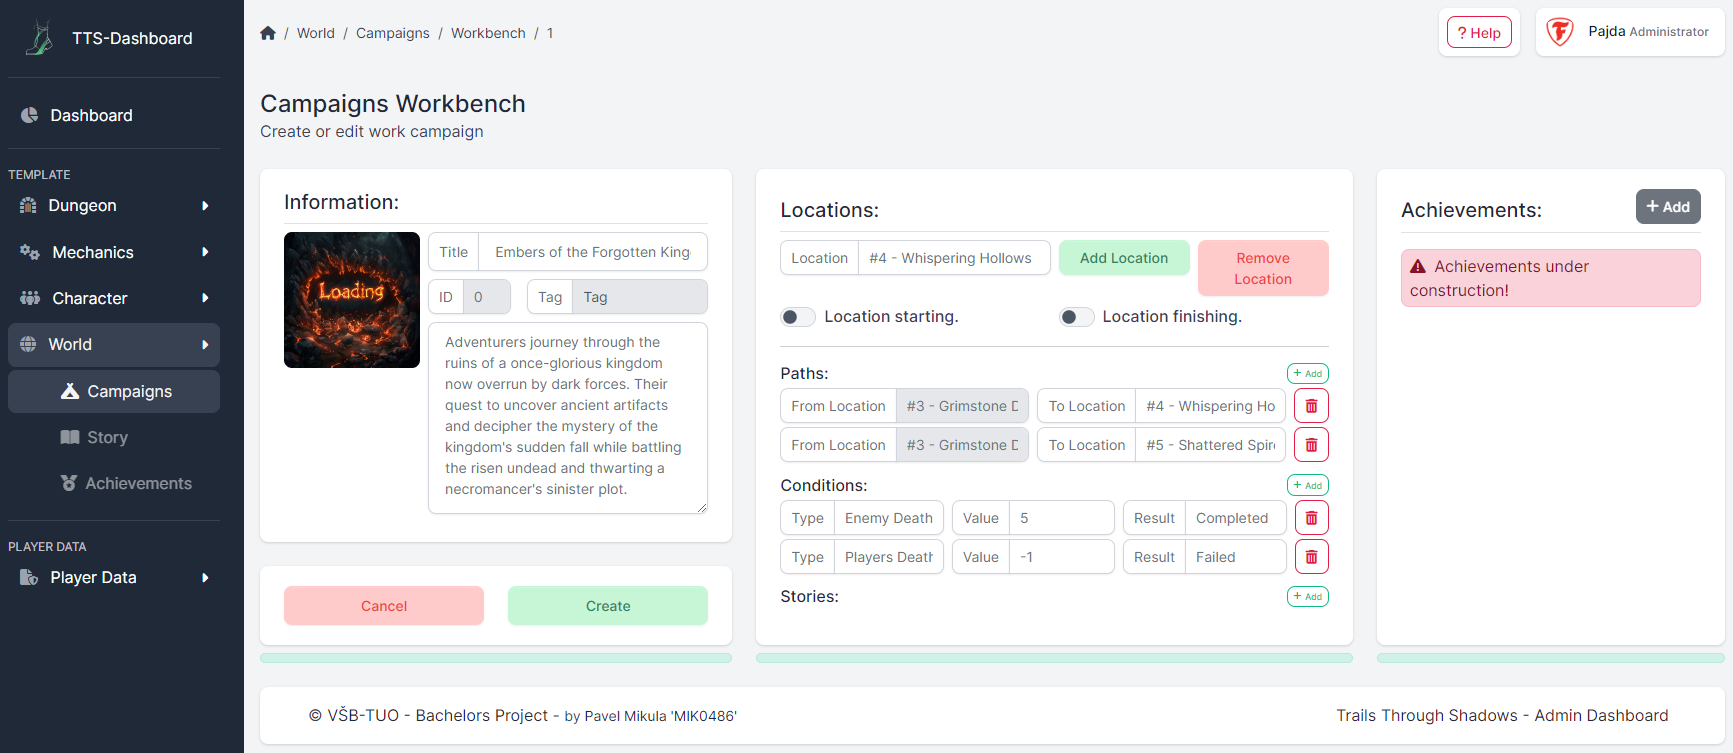 TTS-Dashboard
Dashboard
TEMPLATE
Dungeon
Mechanics
Character
World
Campaigns
Story
Achievements
PLAYER DATA
Player Data
/ World / Campaigns / Workbench / 1
? Help
Pajda Administrator
Campaigns Workbench
Create or edit work campaign
Information:
Loading
Title Embers of the Forgotten King
ID 0 Tag Tag
Adventurers journey through the
ruins of a once-glorious kingdom
now overrun by dark forces. Their
quest to uncover ancient artifacts
and decipher the mystery of the
kingdom's sudden fall while battling
the risen undead and thwarting a
necromancer's sinister plot.
Cancel Create
Locations:
Location #4 - Whispering Hollows Add Location Remove
Location
Location starting. Location finishing.
Paths: + Add
From Location #3 - Grimstone D To Location #4 - Whispering Ho
From Location #3 - Grimstone D To Location #5 - Shattered Spire
Conditions: + Add
Type Enemy Death Value 5 Result Completed
Type Players Death Value -1 Result Failed
Stories: + Add
Achievements: + Add
Achievements under
construction!
© VŠB-TUO - Bachelors Project - by Pavel Mikula 'MIK0486'
Trails Through Shadows - Admin Dashboard